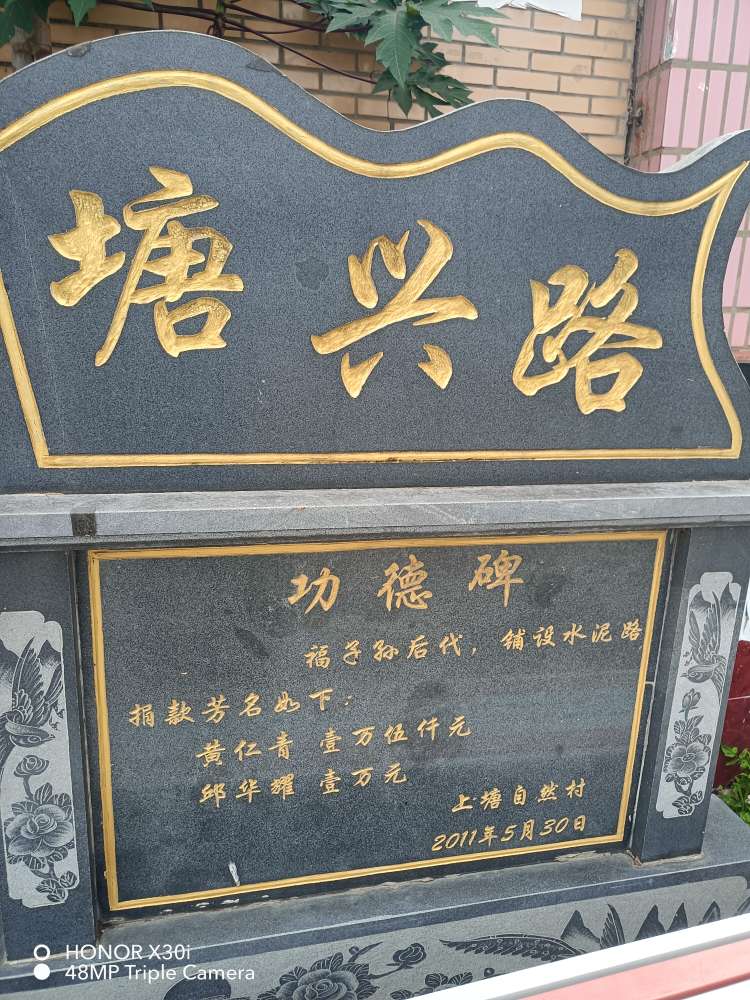 塘兴路
功德碑
福子孙后代，铺设水泥路
捐款芳名如下：
黄仁青 壹万伍仟元
邱华耀 壹万元
上塘自然村
2011年5月30日
HONOR X30i
48MP Triple Camera